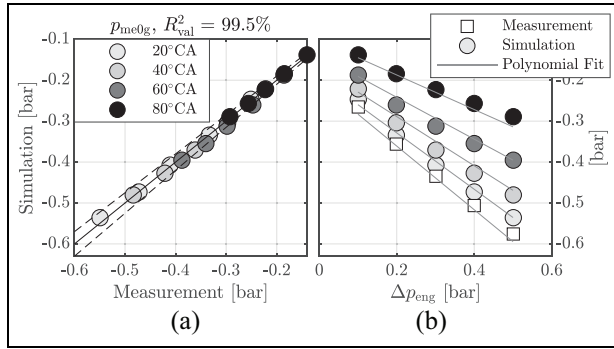 p_me0g, R²_val = 99.5%
20°CA
40°CA
60°CA
80°CA
-0.1
-0.2
-0.3
-0.4
-0.5
-0.6
Simulation [bar]
-0.6 -0.5 -0.4 -0.3 -0.2
Measurement [bar]
(a)
Measurement
Simulation
Polynomial Fit
-0.2
-0.3
-0.4
-0.5
-0.6
[bar]
0 0.2 0.4 0.6
Δp_eng [bar]
(b)